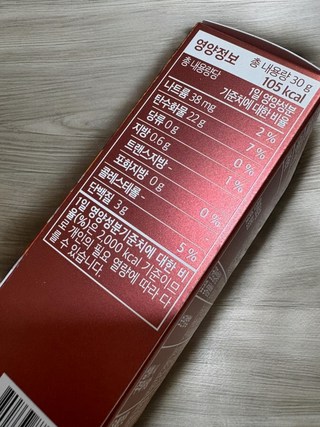 영양정보
총 내용량 30 g
105 kcal
총 내용량당
1일 영양성분
기준치에 대한 비율
나트륨 38 mg 2 %
탄수화물 22 g 7 %
당류 0 g 0 %
지방 0.6 g 1 %
트랜스지방 -
포화지방 0 g 0 %
콜레스테롤 - -
단백질 3 g 5 %
1일 영양성분기준치에 대한 비
율(%)은 2,000 kcal 기준이므
로 개인의 필요 열량에 따라 다
를 수 있습니다.